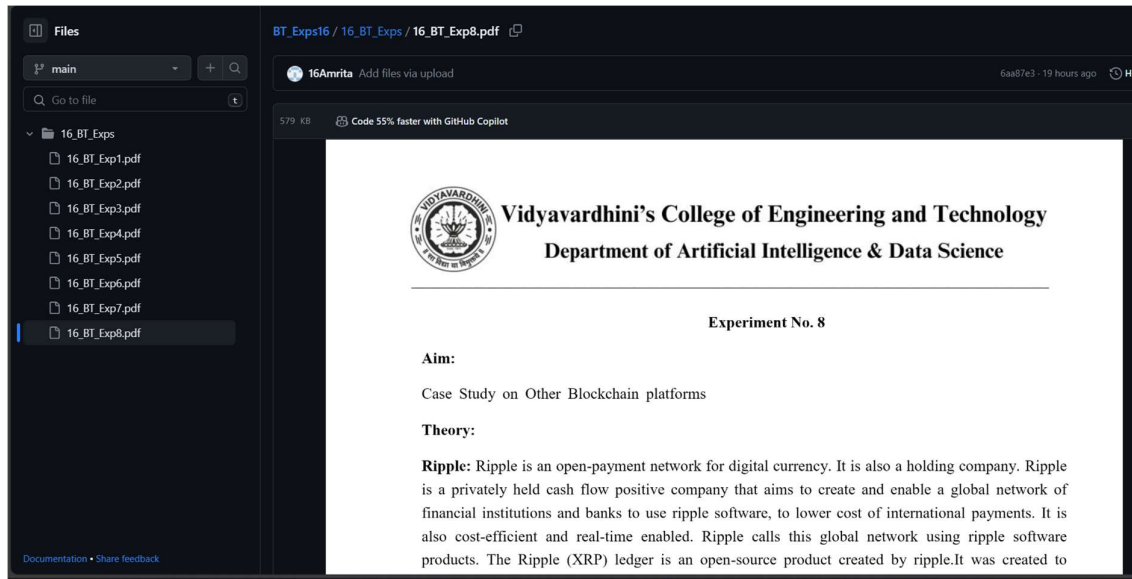 Files
main
Go to file
t
16_BT_Exps
16_BT_Exp1.pdf
16_BT_Exp2.pdf
16_BT_Exp3.pdf
16_BT_Exp4.pdf
16_BT_Exp5.pdf
16_BT_Exp6.pdf
16_BT_Exp7.pdf
16_BT_Exp8.pdf
Documentation • Share feedback
BT_Exps16 / 16_BT_Exps / 16_BT_Exp8.pdf
16Amrita Add files via upload
6aa87e3 · 19 hours ago
H
579 KB
Code 55% faster with GitHub Copilot
Vidyavardhini's College of Engineering and Technology
Department of Artificial Intelligence & Data Science
Experiment No. 8
Aim:
Case Study on Other Blockchain platforms
Theory:
Ripple: Ripple is an open-payment network for digital currency. It is also a holding company. Ripple
is a privately held cash flow positive company that aims to create and enable a global network of
financial institutions and banks to use ripple software, to lower cost of international payments. It is
also cost-efficient and real-time enabled. Ripple calls this global network using ripple software
products. The Ripple (XRP) ledger is an open-source product created by ripple.It was created to